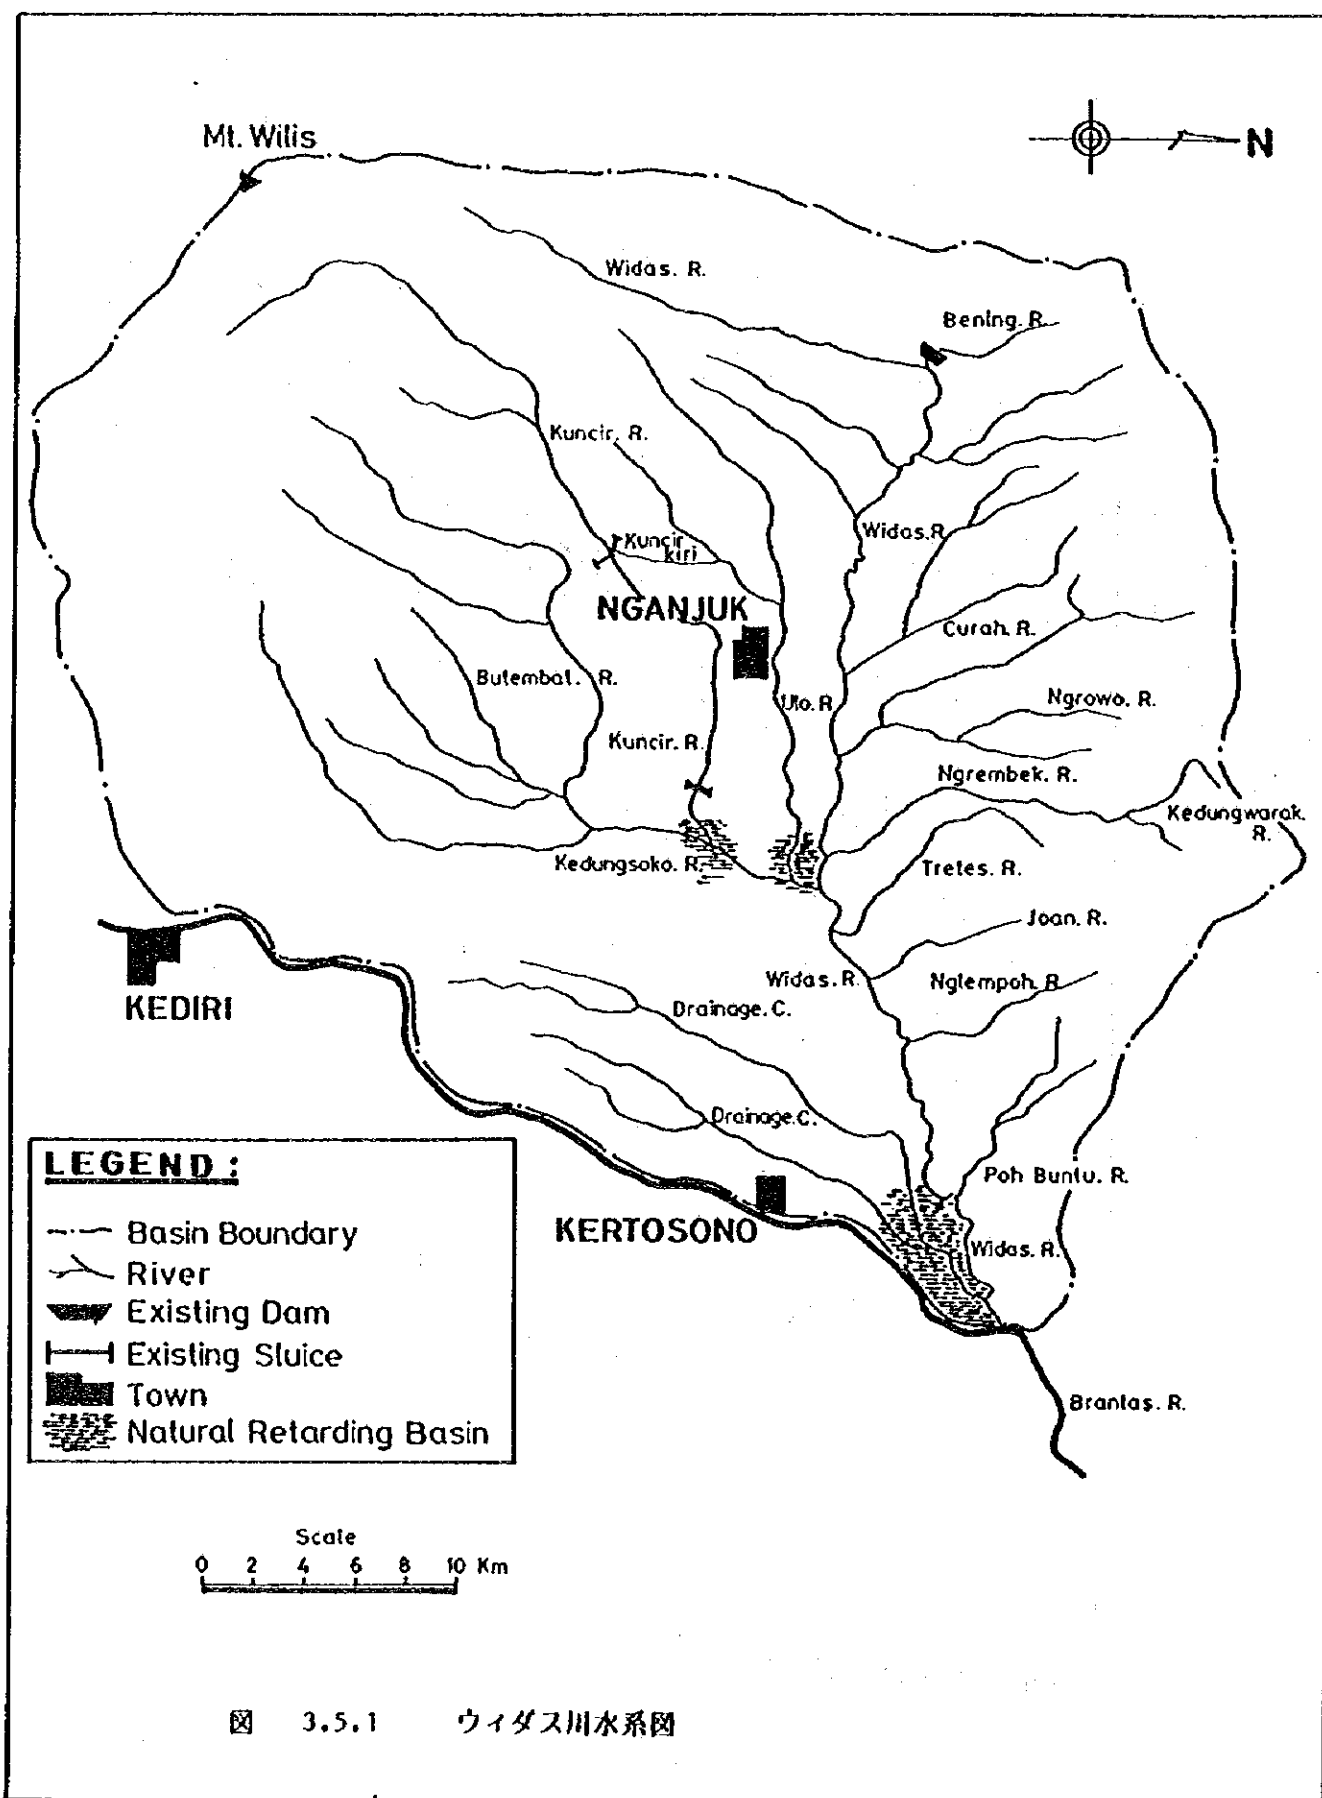 Mt. Wilis
N
Widas. R.
Bening. R.
Kuncir. R.
Widas. R
Kuncir
kiri
NGANJUK
Curah. R.
Butembal. R.
Ulo. R
Ngrowo. R.
Kuncir. R.
Ngrembek. R.
Kedungwarak.
R.
Kedungsoko. R.
Tretes. R.
Joan. R.
Widas. R.
Nglempoh R
KEDIRI
Drainage. C.
Drainage. C.
LEGEND :
Poh Buntu. R.
KERTOSONO
Widas. R.
Basin Boundary
River
Existing Dam
Existing Sluice
Town
Natural Retarding Basin
Brantas. R.
Scale
0 2 4 6 8 10 Km
図 3.5.1 ウィダス川水系図